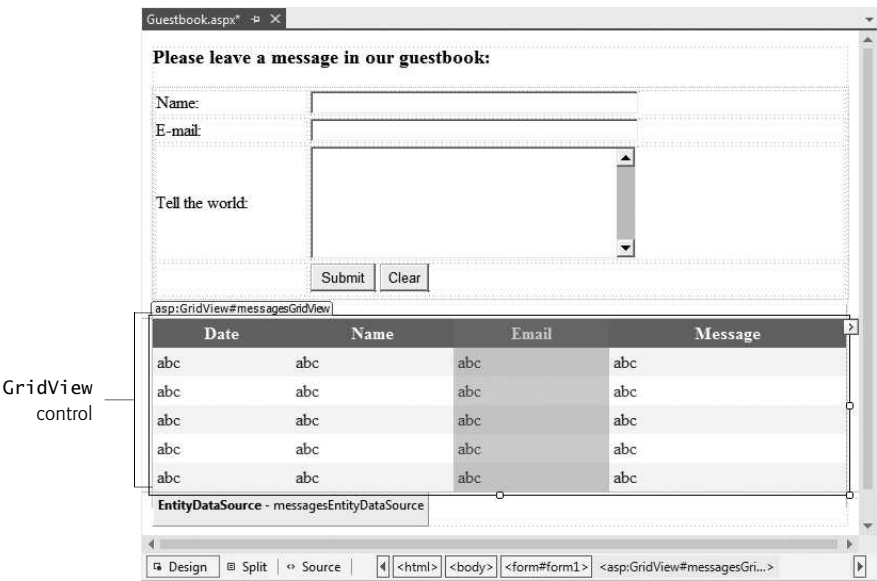 Guestbook.aspx*
Please leave a message in our guestbook:
Name:
E-mail:
Tell the world:
Submit Clear
asp:GridView#messagesGridView
Date Name Email Message
abc abc abc abc
abc abc abc abc
GridView
control
abc abc abc abc
abc abc abc abc
abc abc abc abc
EntityDataSource - messagesEntityDataSource
Design Split Source <html> <body> <form#form1> <asp:GridView#messagesGri...>